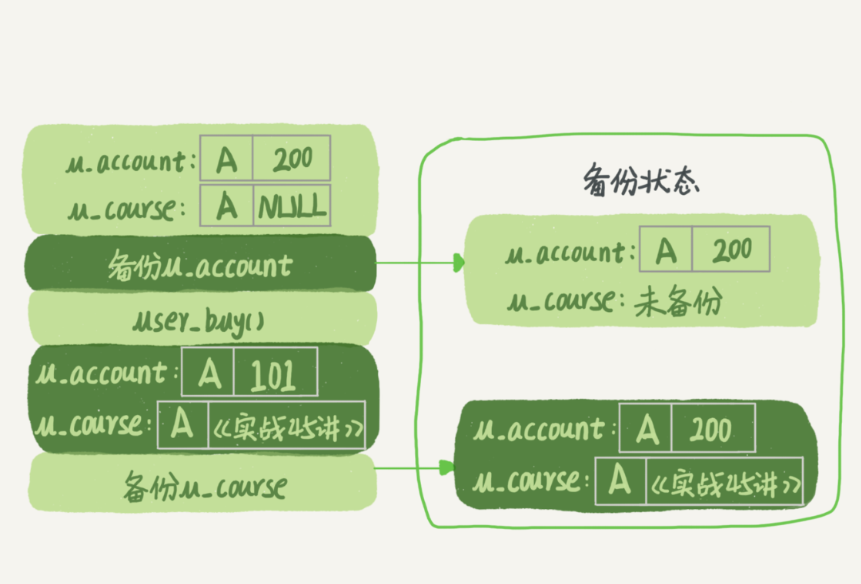 u_account: A 200
u_course: A NULL
备份u_account
user_buy()
u_account: A 101
u_course: A 《实战45讲》
备份u_course
备份状态
u_account: A 200
u_course: 未备份
u_account: A 200
u_course: A 《实战45讲》